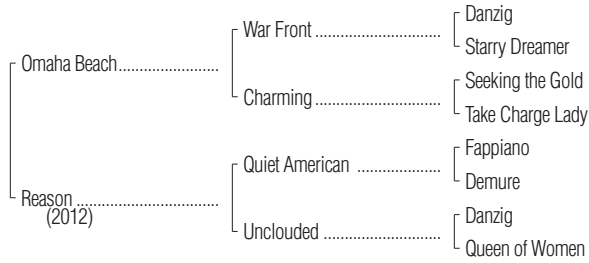 Danzig
War Front
Starry Dreamer
Omaha Beach
Seeking the Gold
Charming
Take Charge Lady
Fappiano
Quiet American
Demure
Reason
(2012)
Danzig
Unclouded
Queen of Women